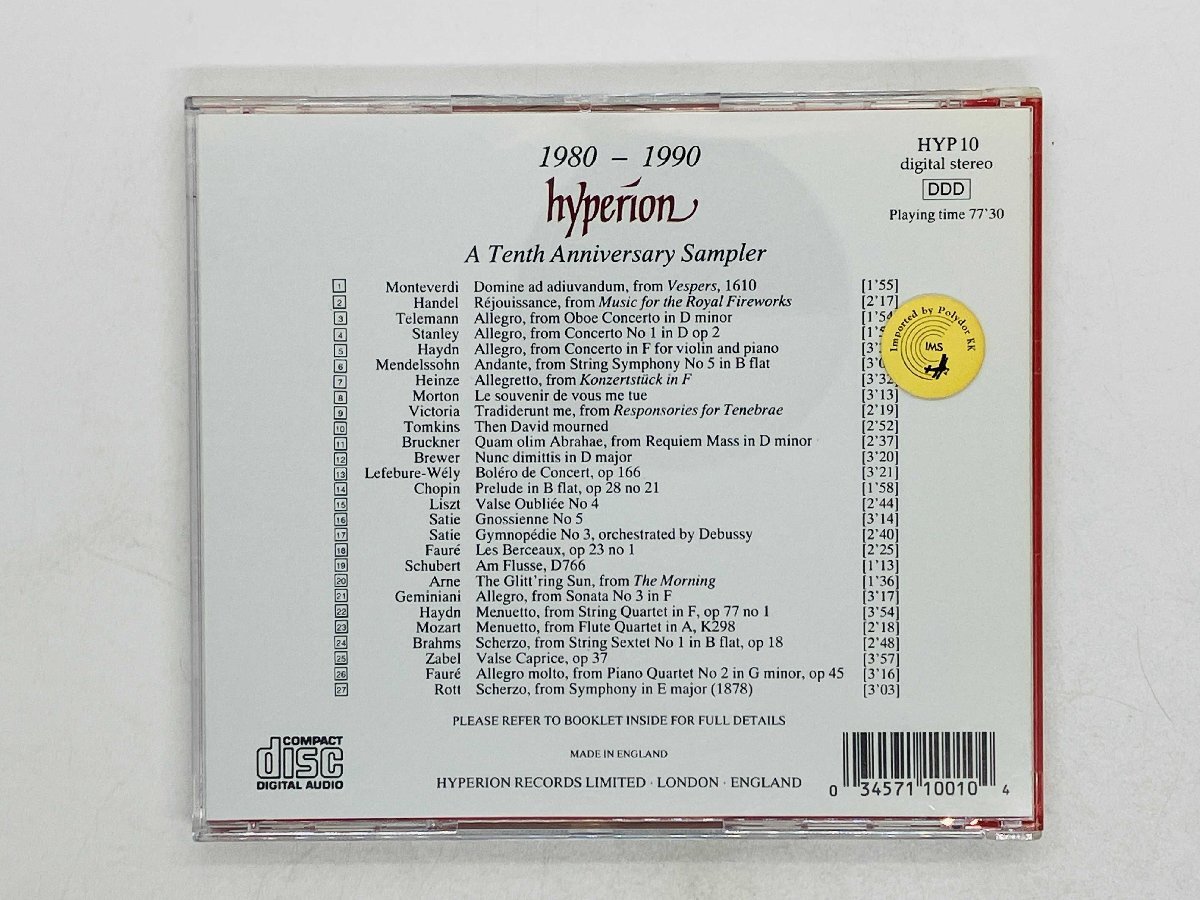 1980 – 1990
hyperion
A Tenth Anniversary Sampler
HYP10
digital stereo
DDD
Playing time 77'30
1 Monteverdi Domine ad adiuvandum, from Vespers, 1610 [1'55]
2 Handel Réjouissance, from Music for the Royal Fireworks [2'17]
3 Telemann Allegro, from Oboe Concerto in D minor [1'54
4 Stanley Allegro, from Concerto No 1 in D op 2
5 Haydn Allegro, from Concerto in F for violin and piano
6 Mendelssohn Andante, from String Symphony No 5 in B flat
7 Heinze Allegretto, from Konzertstück in F [3'32
8 Morton Le souvenir de vous me tue [3'13]
9 Victoria Tradiderunt me, from Responsories for Tenebrae [2'19]
10 Tomkins Then David mourned [2'52]
11 Bruckner Quam olim Abrahae, from Requiem Mass in D minor [2'37]
12 Brewer Nunc dimittis in D major [3'20]
13 Lefebure-Wély Boléro de Concert, op 166 [3'21]
14 Chopin Prelude in B flat, op 28 no 21 [1'58]
15 Liszt Valse Oubliée No 4 [2'44]
16 Satie Gnossienne No 5 [3'14]
17 Satie Gymnopédie No 3, orchestrated by Debussy [2'40]
18 Fauré Les Berceaux, op 23 no 1 [2'25]
19 Schubert Am Flusse, D766 [1'13]
20 Arne The Glitt'ring Sun, from The Morning [1'36]
21 Geminiani Allegro, from Sonata No 3 in F [3'17]
22 Haydn Menuetto, from String Quartet in F, op 77 no 1 [3'54]
23 Mozart Menuetto, from Flute Quartet in A, K298 [2'18]
24 Brahms Scherzo, from String Sextet No 1 in B flat, op 18 [2'48]
25 Zabel Valse Caprice, op 37 [3'57]
26 Fauré Allegro molto, from Piano Quartet No 2 in G minor, op 45 [3'16]
27 Rott Scherzo, from Symphony in E major (1878) [3'03]
Imported by Polydor KK
IMS
PLEASE REFER TO BOOKLET INSIDE FOR FULL DETAILS
MADE IN ENGLAND
HYPERION RECORDS LIMITED · LONDON · ENGLAND
COMPACT
disc
DIGITAL AUDIO
0 34571 10010 4